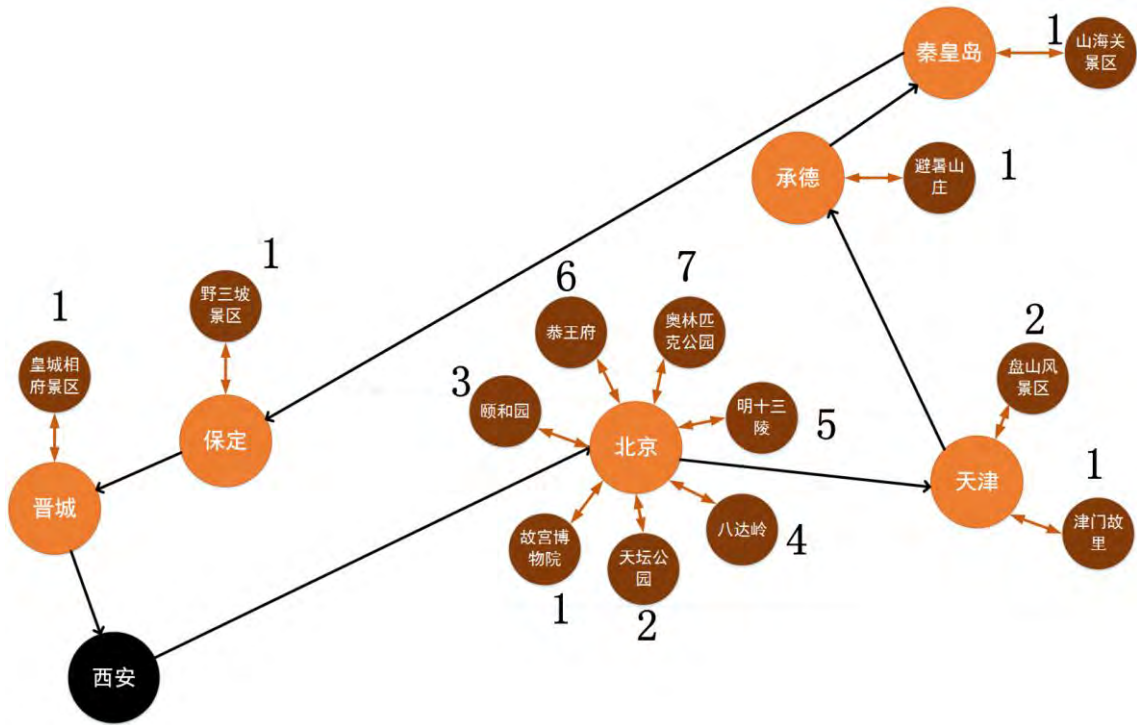 1
山海关
景区
秦皇岛
避暑山
庄
1
承德
1
野三坡
景区
6
7
恭王府
奥林匹
克公园
1
皇城相
府景区
2
盘山风
景区
3
颐和园
明十三
陵
5
保定
北京
天津
晋城
1
津门故
里
八达岭
4
故宫博
物院
天坛公
园
1
2
西安